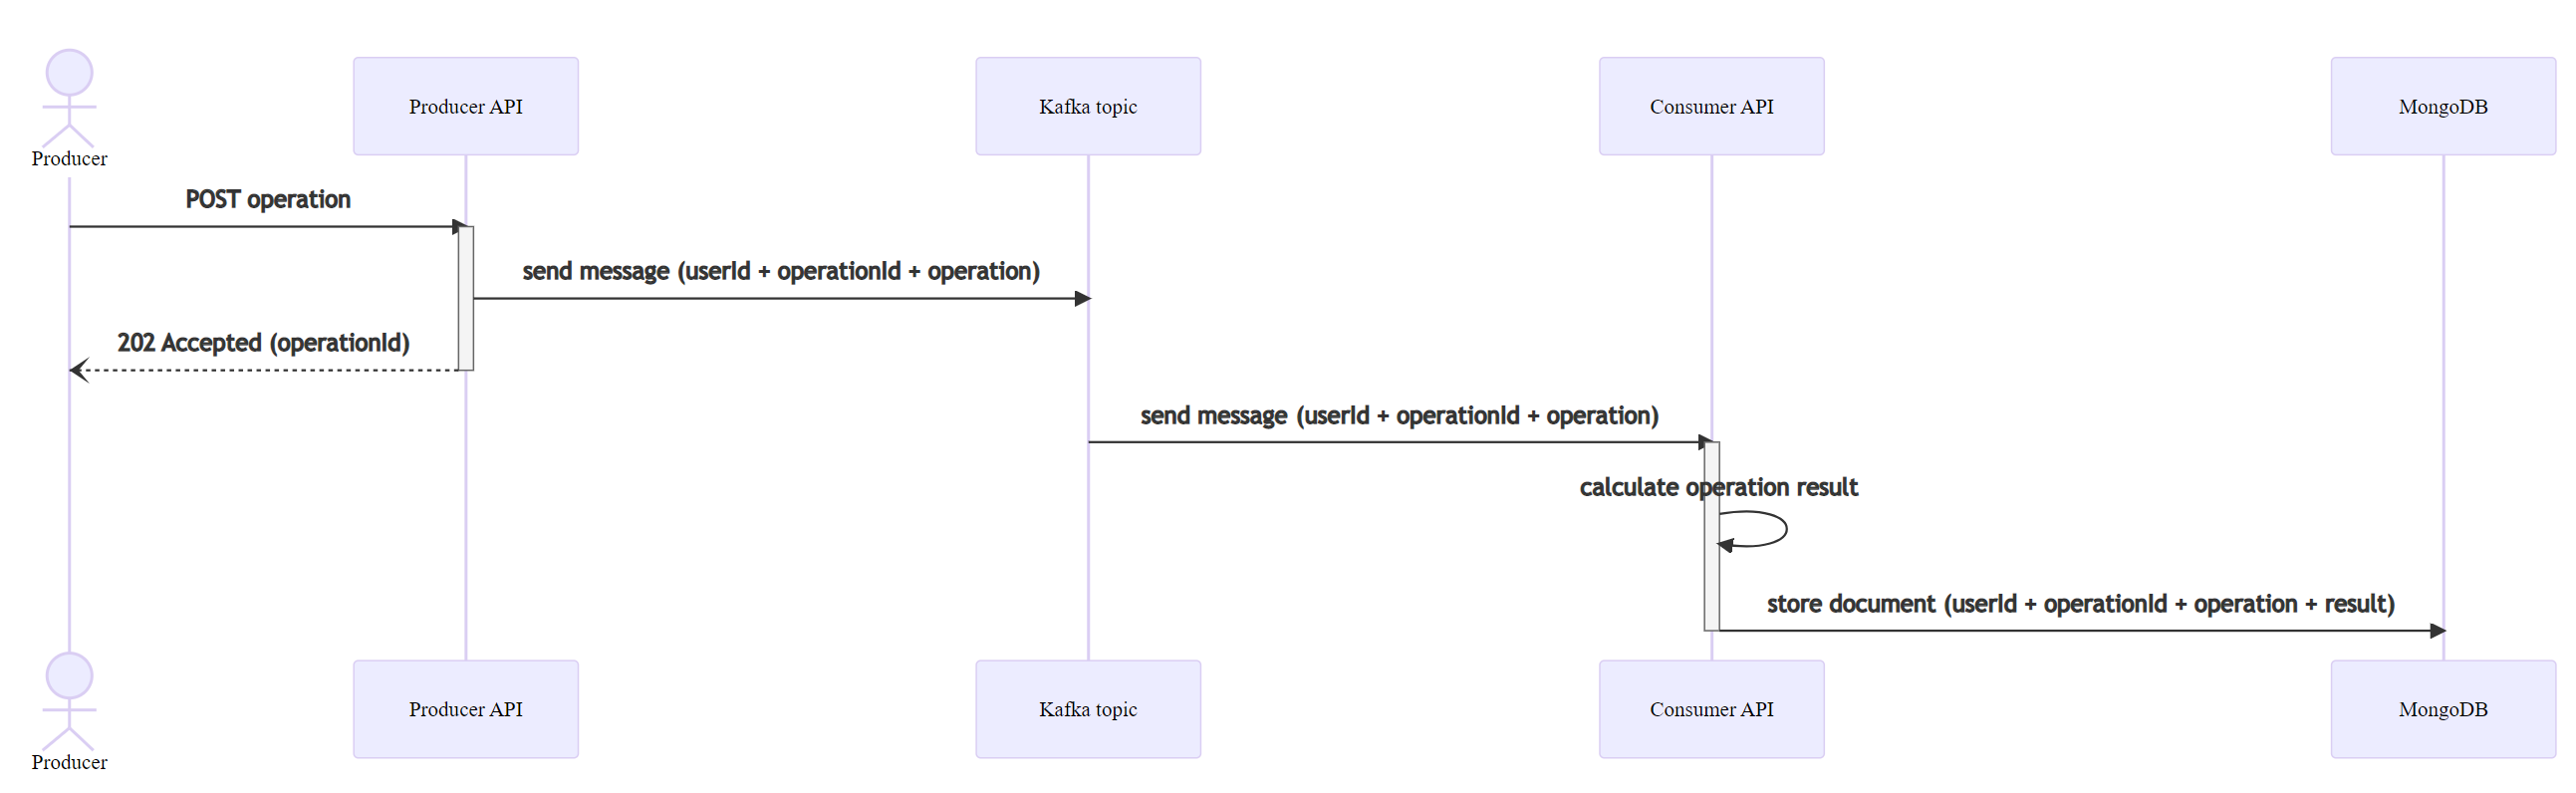 Producer
Producer API
Kafka topic
Consumer API
MongoDB
POST operation
send message (userId + operationId + operation)
202 Accepted (operationId)
send message (userId + operationId + operation)
calculate operation result
store document (userId + operationId + operation + result)
Producer
Producer API
Kafka topic
Consumer API
MongoDB